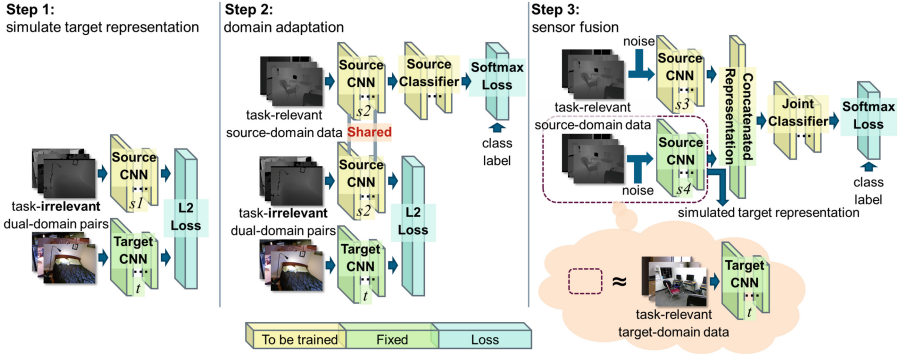 Step 1:
simulate target representation
Source
CNN
s1
task-irrelevant
dual-domain pairs
Target
CNN
t
L2
Loss
Step 2:
domain adaptation
Source
CNN
s2
Source
Classifier
Softmax
Loss
task-relevant
source-domain data
Shared
class
label
Source
CNN
s2
task-irrelevant
dual-domain pairs
Target
CNN
t
L2
Loss
Step 3:
sensor fusion
noise
Source
CNN
s3
task-relevant
source-domain data
Source
CNN
s4
noise
Concatenated
Representation
Joint
Classifier
Softmax
Loss
class
label
simulated target representation
≈
Target
CNN
t
task-relevant
target-domain data
To be trained
Fixed
Loss